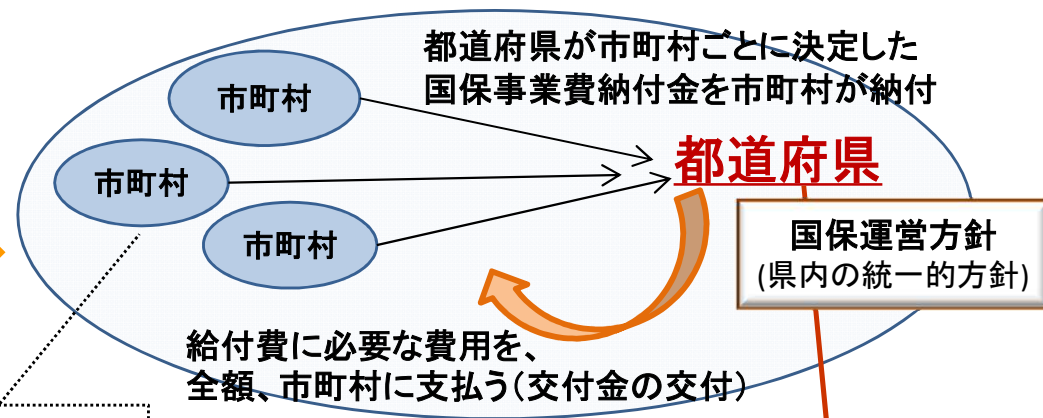 都道府県が市町村ごとに決定した
国保事業費納付金を市町村が納付
市町村
市町村
市町村
都道府県
国保運営方針
(県内の統一的方針)
給付費に必要な費用を、
全額、市町村に支払う(交付金の交付)